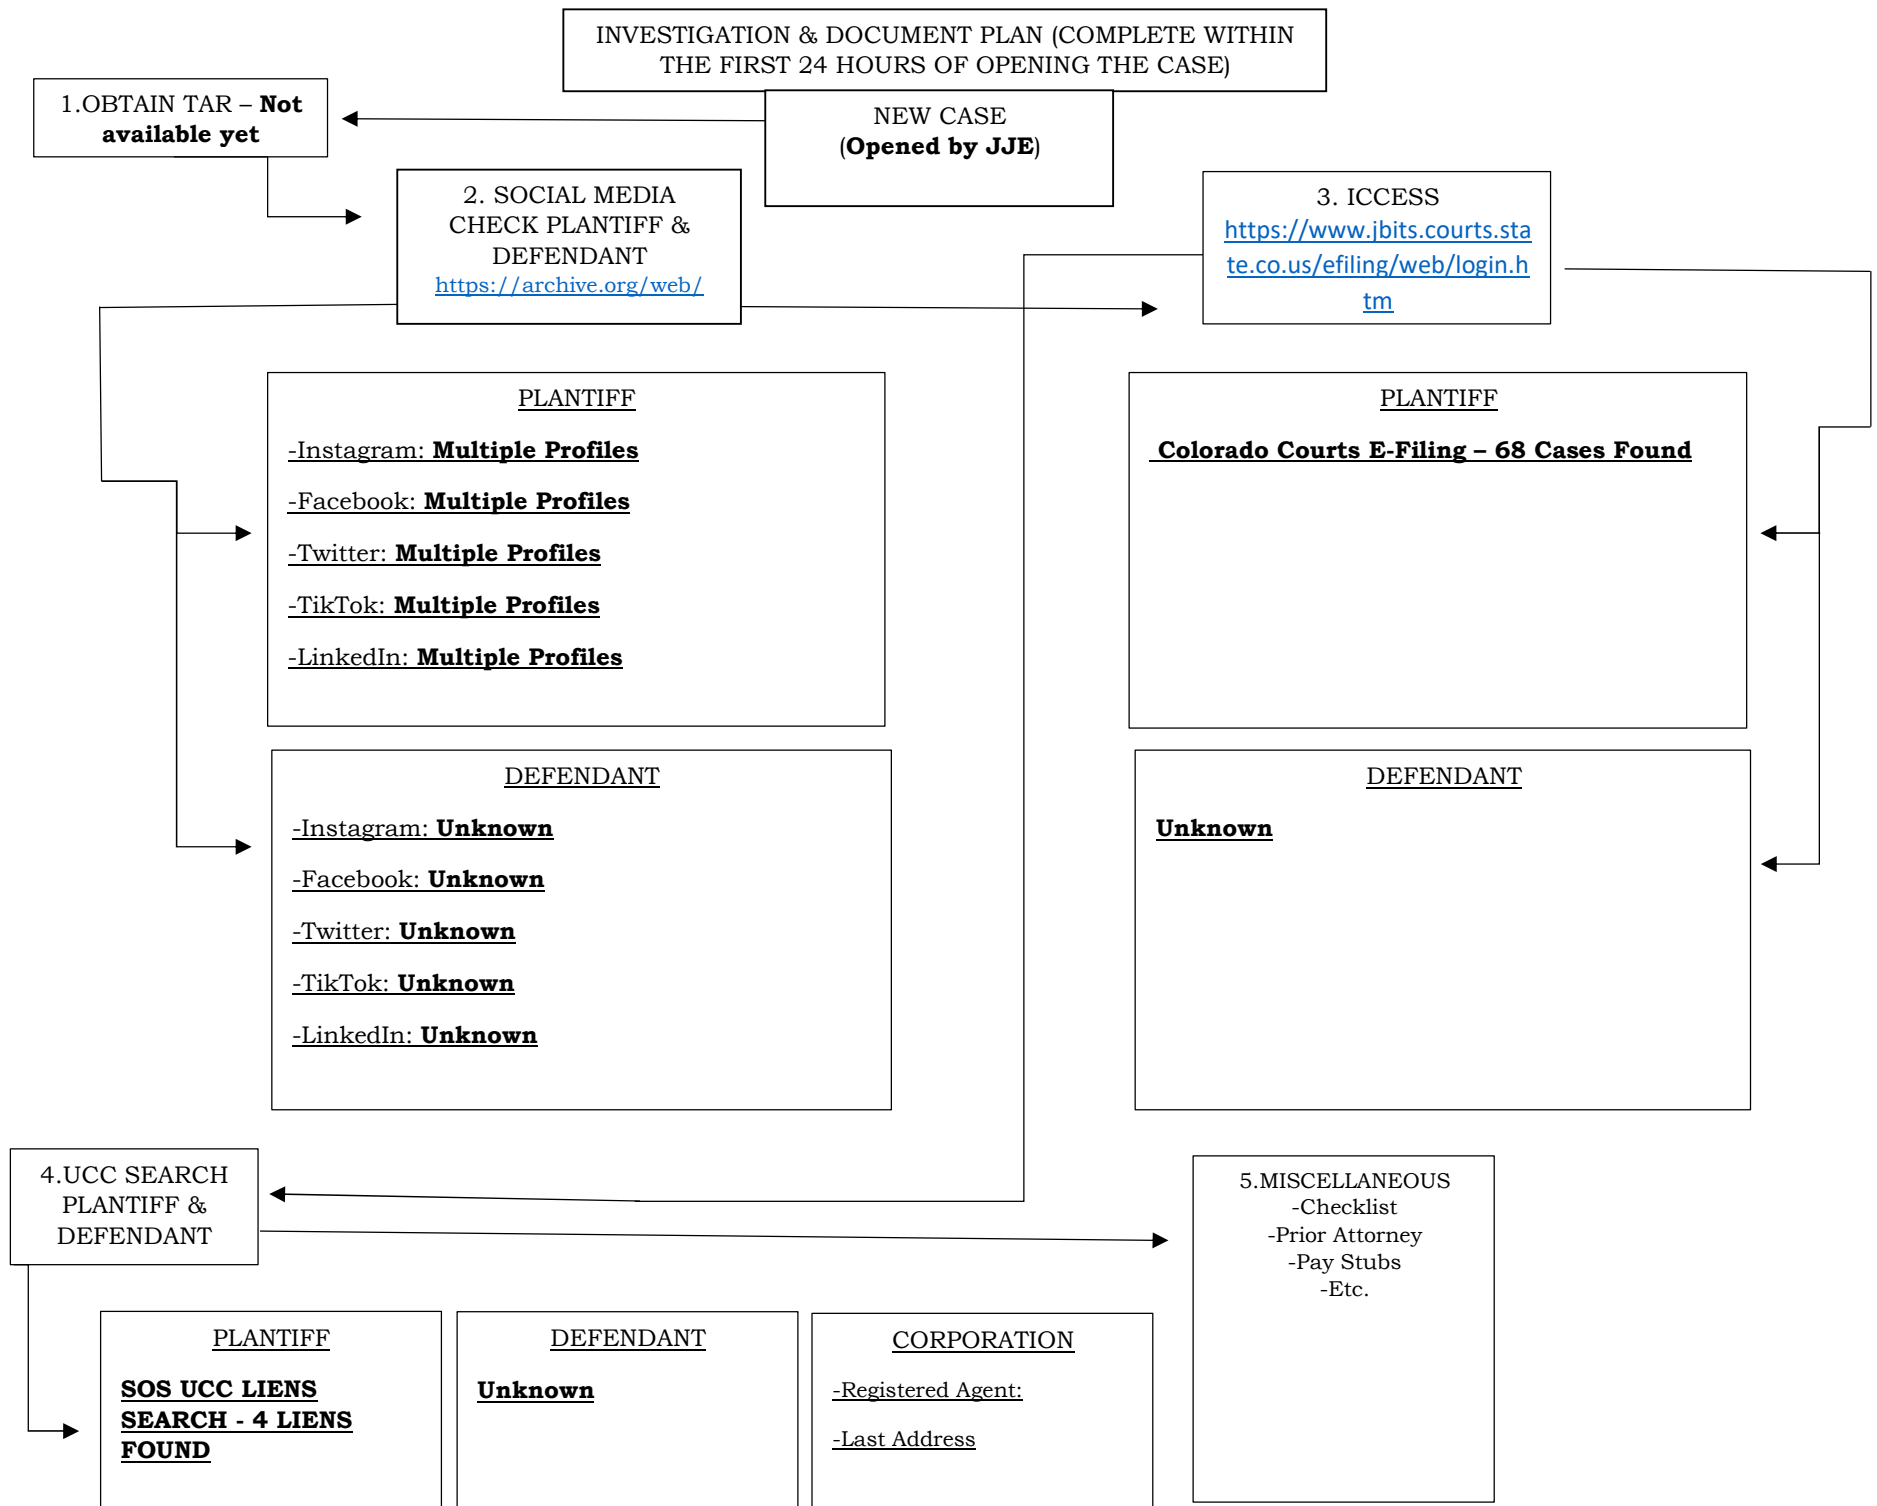 INVESTIGATION & DOCUMENT PLAN (COMPLETE WITHIN
THE FIRST 24 HOURS OF OPENING THE CASE)
NEW CASE
(Opened by JJE)
1.OBTAIN TAR – Not
available yet
2. SOCIAL MEDIA
CHECK PLANTIFF &
DEFENDANT
https://archive.org/web/
3. ICCESS
https://www.jbits.courts.sta
te.co.us/efiling/web/login.h
tm
PLANTIFF
-Instagram: Multiple Profiles
-Facebook: Multiple Profiles
-Twitter: Multiple Profiles
-TikTok: Multiple Profiles
-LinkedIn: Multiple Profiles
PLANTIFF
Colorado Courts E-Filing – 68 Cases Found
DEFENDANT
-Instagram: Unknown
-Facebook: Unknown
-Twitter: Unknown
-TikTok: Unknown
-LinkedIn: Unknown
DEFENDANT
Unknown
4.UCC SEARCH
PLANTIFF &
DEFENDANT
5.MISCELLANEOUS
-Checklist
-Prior Attorney
-Pay Stubs
-Etc.
PLANTIFF
SOS UCC LIENS
SEARCH - 4 LIENS
FOUND
DEFENDANT
Unknown
CORPORATION
-Registered Agent:
-Last Address